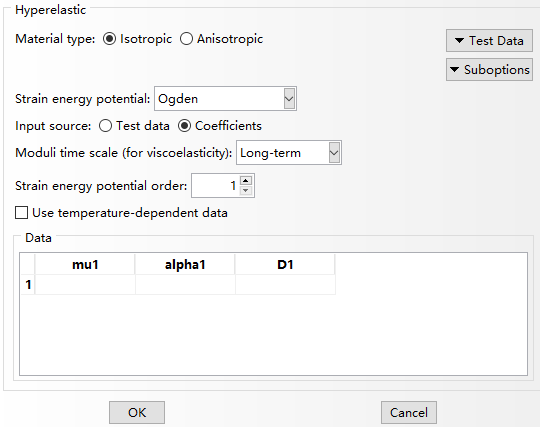 Hyperelastic
Material type: Isotropic Anisotropic
Test Data
Suboptions
Strain energy potential: Ogden
Input source: Test data Coefficients
Moduli time scale (for viscoelasticity): Long-term
Strain energy potential order: 1
Use temperature-dependent data
Data
mu1 alpha1 D1
1
OK Cancel